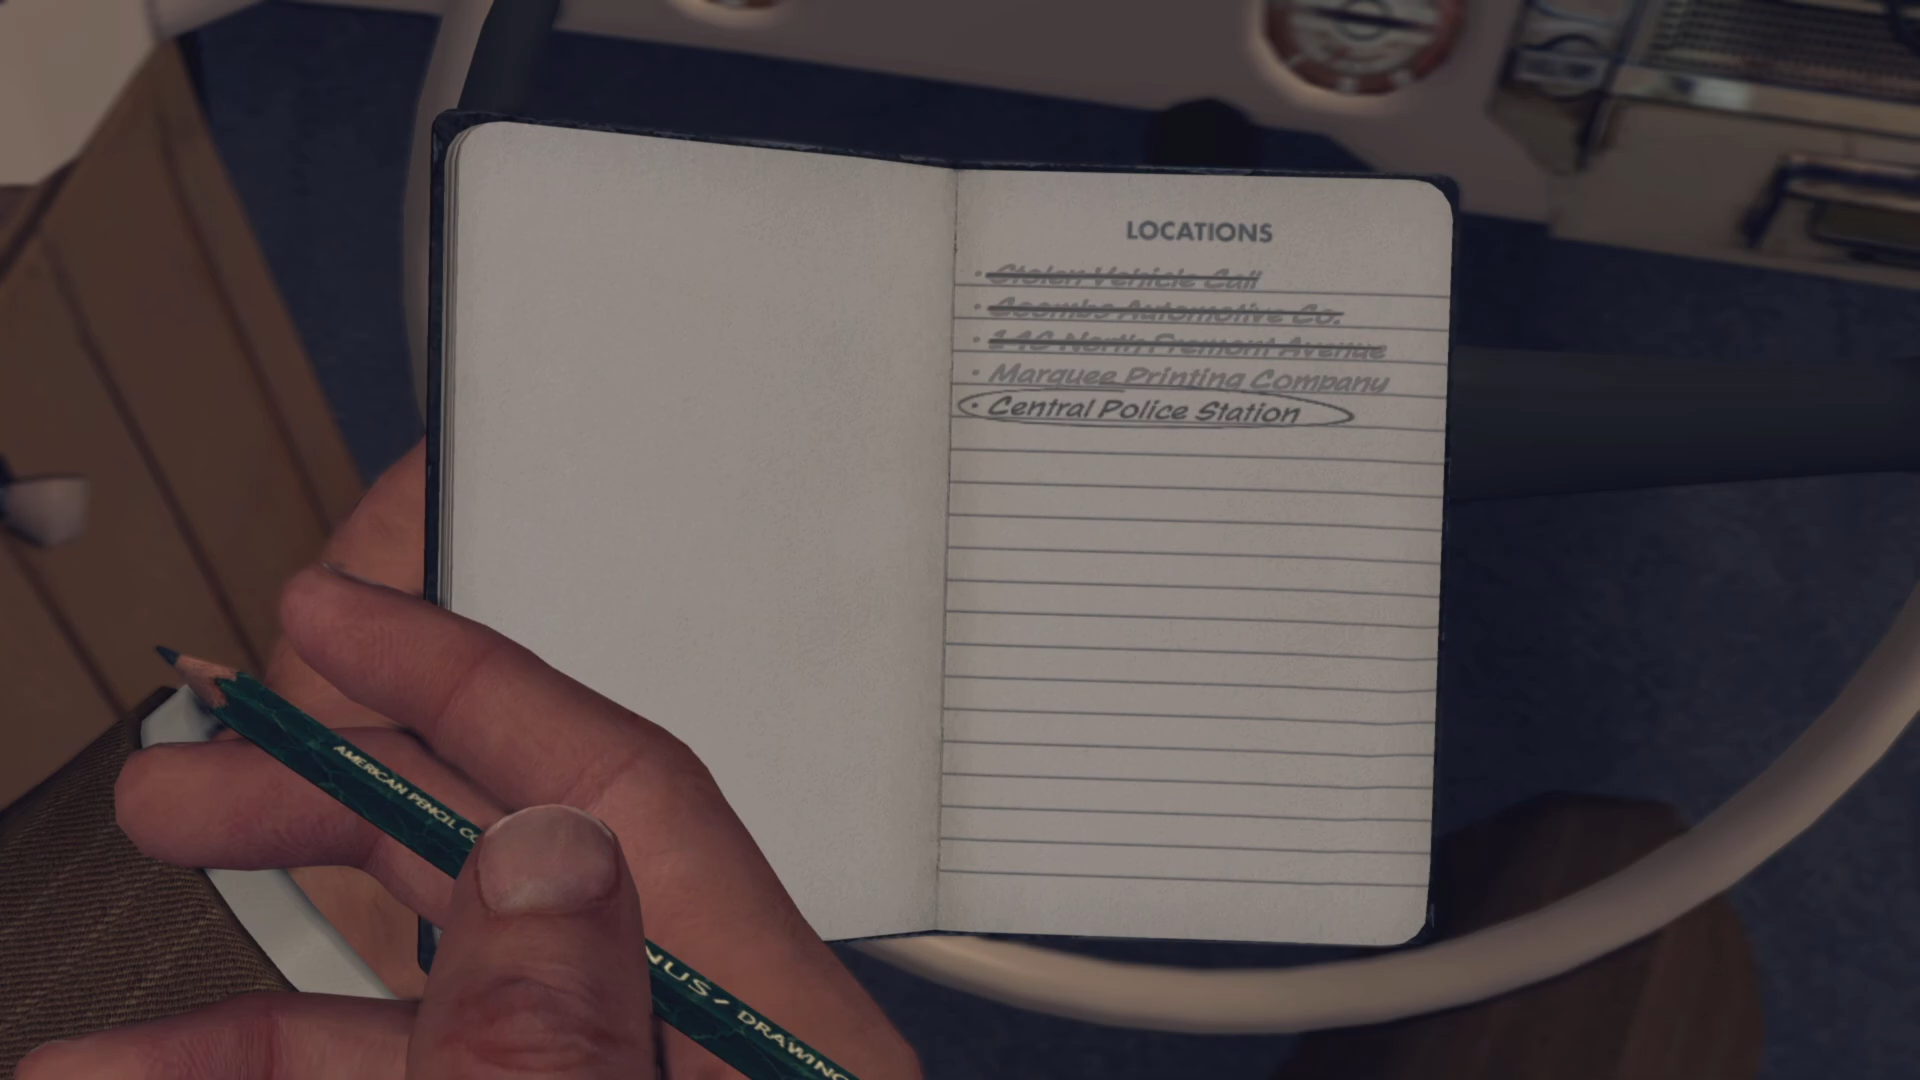 LOCATIONS
• Stolen Vehicle Call
• Coombs Automotive Co.
• 140 North Fremont Avenue
• Marquee Printing Company
• Central Police Station
AMERICAN PENCIL CO
NUS/ DRAWING